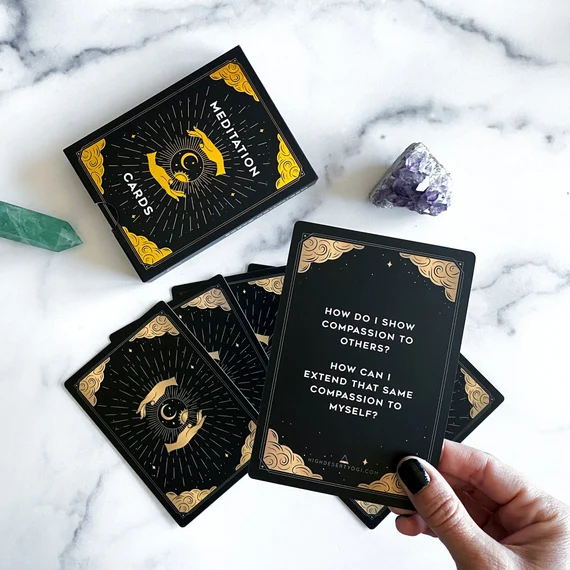 MEDITATION
CARDS
HOW DO I SHOW
COMPASSION TO
OTHERS?
HOW CAN I
EXTEND THAT SAME
COMPASSION TO
MYSELF?
HIGHDESERTYOGI.COM